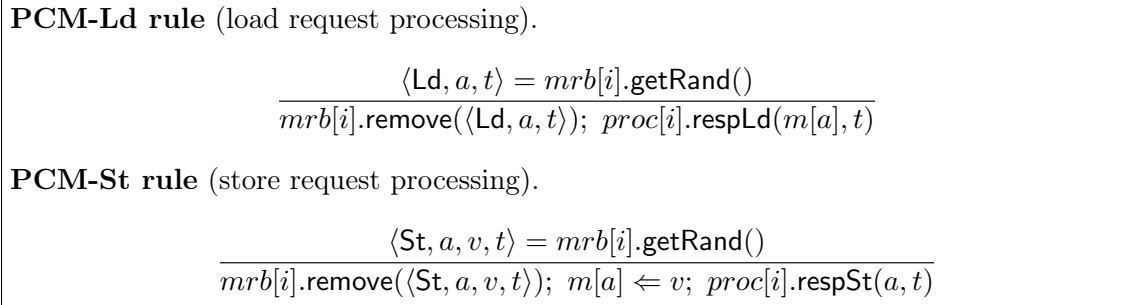 PCM-Ld rule (load request processing).
⟨Ld, a, t⟩ = mrb[i].getRand()
mrb[i].remove(⟨Ld, a, t⟩); proc[i].respLd(m[a], t)
PCM-St rule (store request processing).
⟨St, a, v, t⟩ = mrb[i].getRand()
mrb[i].remove(⟨St, a, v, t⟩); m[a] ⇐ v; proc[i].respSt(a, t)